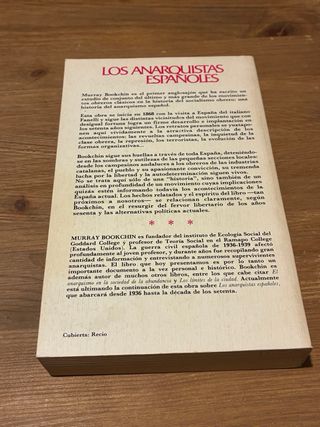 LOS ANARQUISTAS
ESPAÑOLES
Murray Bookchin es el primer anglosajón que ha escrito un
estudio de conjunto del último y más grande de los movimien-
tos obreros clásicos en la historia del socialismo obrero: una
historia del anarquismo español.
Esta obra se inicia en 1868 con la visita a España del italiano
Fanelli y sigue las distintas vicisitudes del movimiento que con
desigual fortuna logra un firme desarrollo e implantación en
los setenta años siguientes. Los retratos personales se yuxtapo-
nen aquí vívidamente a la atractiva descripción de los
acontecimientos: las revueltas campesinas, la inquietud de la
clase obrera, la represión, los terroristas, la evolución de las
formas organizativas...
Bookchin sigue sus huellas a través de toda España, deteniéndo-
se en las sombras y sutilezas de las pequeñas secciones locales:
desde los campesinos andaluces a los obreros de las industrias
catalanas, el pueblo y su apasionante convicción, su tremenda
lucha por la libertad y la autodeterminación siguen vivos.
No se trata aquí sólo de una "historia", sino también de un
análisis en profundidad de un movimiento cuyas implicaciones
quizás estén informando todavía los acontecimientos de la
España actual. Los hechos relatados y el espíritu del libro —tan
próximos a nosotros— se relacionan claramente, según
Bookchin, en el resurgir del fervor libertario de los años
sesenta y las alternativas políticas actuales.
* * *
MURRAY BOOKCHIN es fundador del instituto de Ecología Social del
Goddard College y profesor de Teoría Social en el Ramapo College
(Estados Unidos). La guerra civil española de 1936-1939 afectó
profundamente al joven profesor, y durante años fue recopilando gran
cantidad de información y entrevistando a numerosos supervivientes
anarquistas. El libro que hoy presentamos es por lo tanto un
importante documento a la vez personal e histórico. Bookchin es
además autor de muchos otros libros, entre los que cabe citar El
anarquismo en la sociedad de la abundancia y Los límites de la ciudad.
Actualmente está ultimando la continuación de esta obra sobre Los anarquistas españoles,
que abarcará desde 1936 hasta la década de los setenta.
Cubierta: Recio